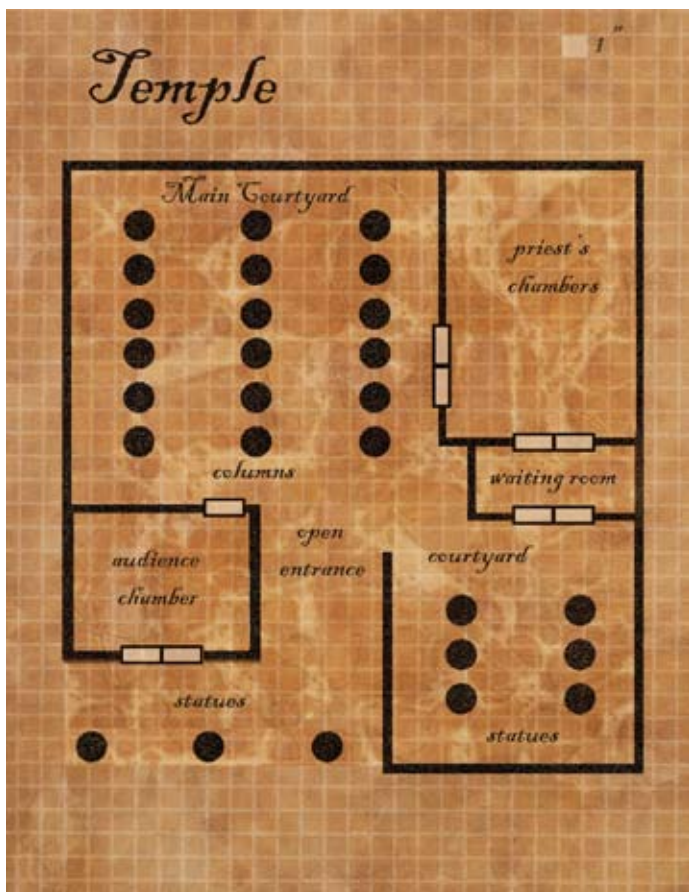 1"
Temple
Main Courtyard
priest's
chambers
columns
waiting room
open
entrance
courtyard
audience
chamber
statues
statues